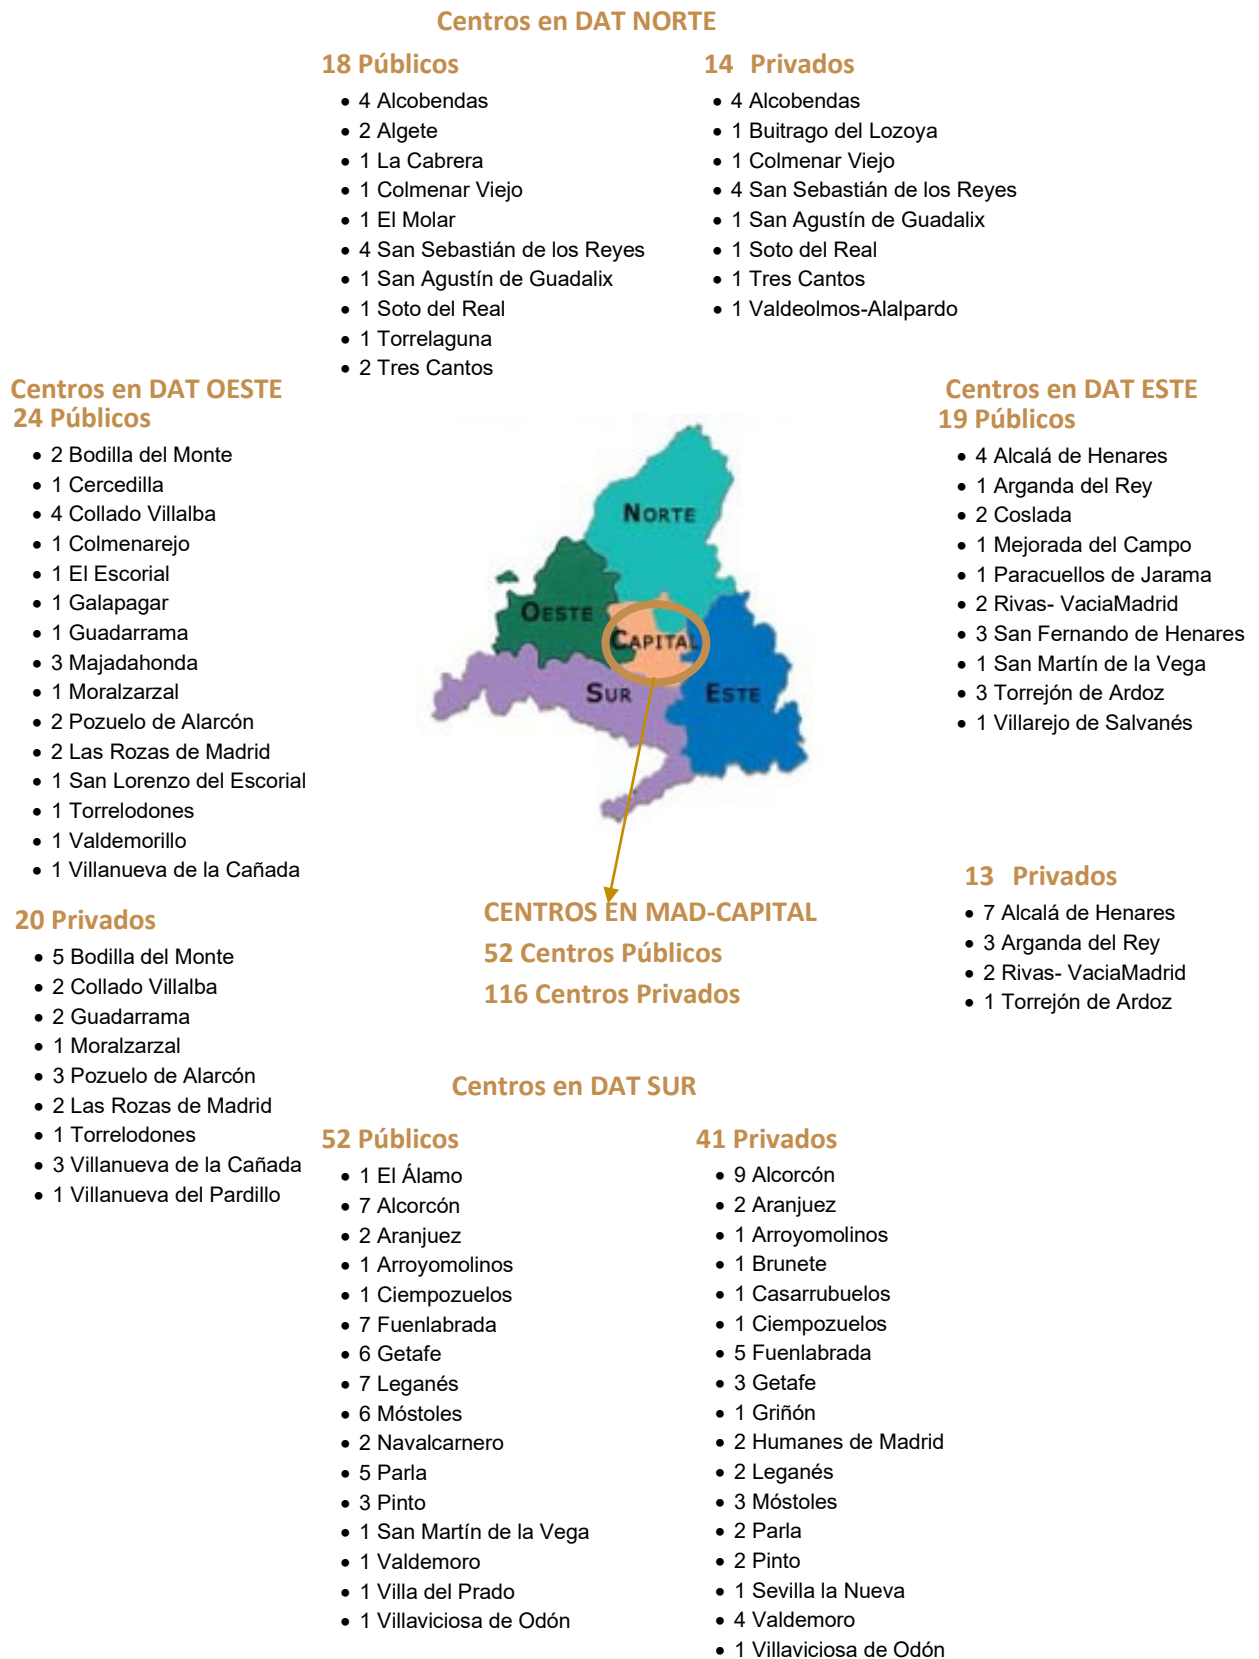 Centros en DAT NORTE
18 Públicos
• 4 Alcobendas
• 2 Algete
• 1 La Cabrera
• 1 Colmenar Viejo
• 1 El Molar
• 4 San Sebastián de los Reyes
• 1 San Agustín de Guadalix
• 1 Soto del Real
• 1 Torrelaguna
• 2 Tres Cantos
14 Privados
• 4 Alcobendas
• 1 Buitrago del Lozoya
• 1 Colmenar Viejo
• 4 San Sebastián de los Reyes
• 1 San Agustín de Guadalix
• 1 Soto del Real
• 1 Tres Cantos
• 1 Valdeolmos-Alalpardo
Centros en DAT OESTE
24 Públicos
• 2 Bodilla del Monte
• 1 Cercedilla
• 4 Collado Villalba
• 1 Colmenarejo
• 1 El Escorial
• 1 Galapagar
• 1 Guadarrama
• 3 Majadahonda
• 1 Moralzarzal
• 2 Pozuelo de Alarcón
• 2 Las Rozas de Madrid
• 1 San Lorenzo del Escorial
• 1 Torrelodones
• 1 Valdemorillo
• 1 Villanueva de la Cañada
20 Privados
• 5 Bodilla del Monte
• 2 Collado Villalba
• 2 Guadarrama
• 1 Moralzarzal
• 3 Pozuelo de Alarcón
• 2 Las Rozas de Madrid
• 1 Torrelodones
• 3 Villanueva de la Cañada
• 1 Villanueva del Pardillo
NORTE
OESTE
CAPITAL
SUR
ESTE
CENTROS EN MAD-CAPITAL
52 Centros Públicos
116 Centros Privados
Centros en DAT ESTE
19 Públicos
• 4 Alcalá de Henares
• 1 Arganda del Rey
• 2 Coslada
• 1 Mejorada del Campo
• 1 Paracuellos de Jarama
• 2 Rivas- VaciaMadrid
• 3 San Fernando de Henares
• 1 San Martín de la Vega
• 3 Torrejón de Ardoz
• 1 Villarejo de Salvanés
13 Privados
• 7 Alcalá de Henares
• 3 Arganda del Rey
• 2 Rivas- VaciaMadrid
• 1 Torrejón de Ardoz
Centros en DAT SUR
52 Públicos
• 1 El Álamo
• 7 Alcorcón
• 2 Aranjuez
• 1 Arroyomolinos
• 1 Ciempozuelos
• 7 Fuenlabrada
• 6 Getafe
• 7 Leganés
• 6 Móstoles
• 2 Navalcarnero
• 5 Parla
• 3 Pinto
• 1 San Martín de la Vega
• 1 Valdemoro
• 1 Villa del Prado
• 1 Villaviciosa de Odón
41 Privados
• 9 Alcorcón
• 2 Aranjuez
• 1 Arroyomolinos
• 1 Brunete
• 1 Casarrubuelos
• 1 Ciempozuelos
• 5 Fuenlabrada
• 3 Getafe
• 1 Griñón
• 2 Humanes de Madrid
• 2 Leganés
• 3 Móstoles
• 2 Parla
• 2 Pinto
• 1 Sevilla la Nueva
• 4 Valdemoro
• 1 Villaviciosa de Odón